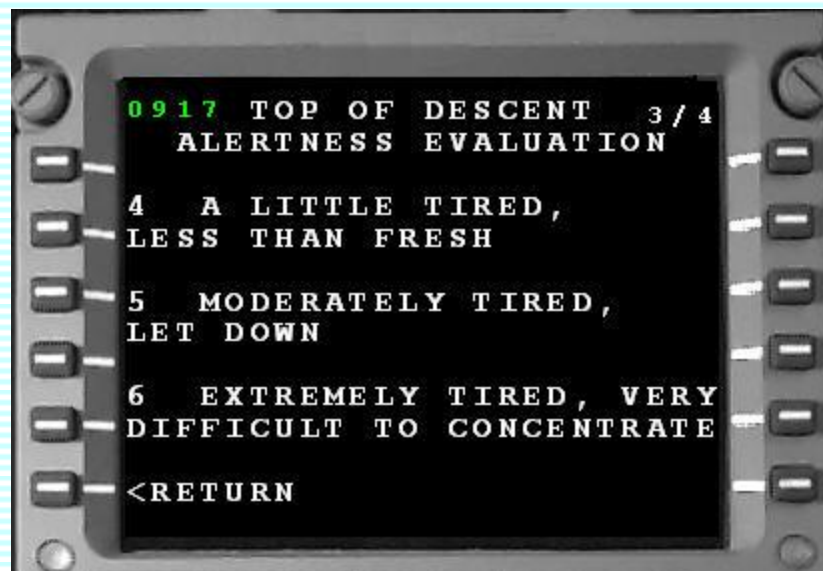 0917 TOP OF DESCENT 3/4
ALERTNESS EVALUATION
4 A LITTLE TIRED,
LESS THAN FRESH
5 MODERATELY TIRED,
LET DOWN
6 EXTREMELY TIRED, VERY
DIFFICULT TO CONCENTRATE
<RETURN